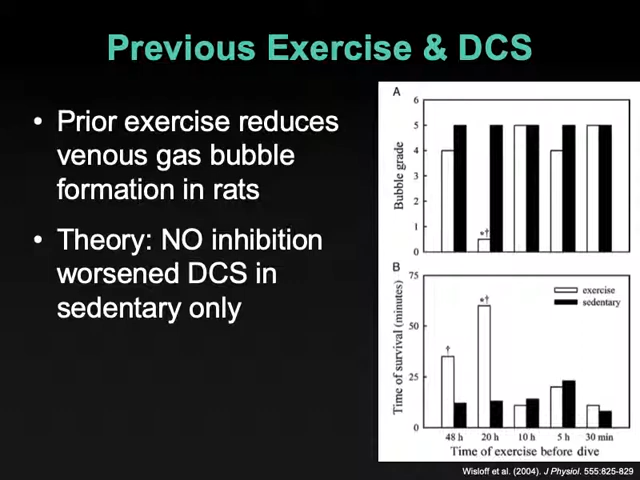 Previous Exercise & DCS
• Prior exercise reduces
venous gas bubble
formation in rats
• Theory: NO inhibition
worsened DCS in
sedentary only
A
6
5
4
3
2
1
0
Bubble grade
*†
B
75
50
25
0
Time of survival (minutes)
exercise
sedentary
†
*†
48 h 20 h 10 h 5 h 30 min
Time of exercise before dive
Wisloff et al. (2004). J Physiol. 555:825-829